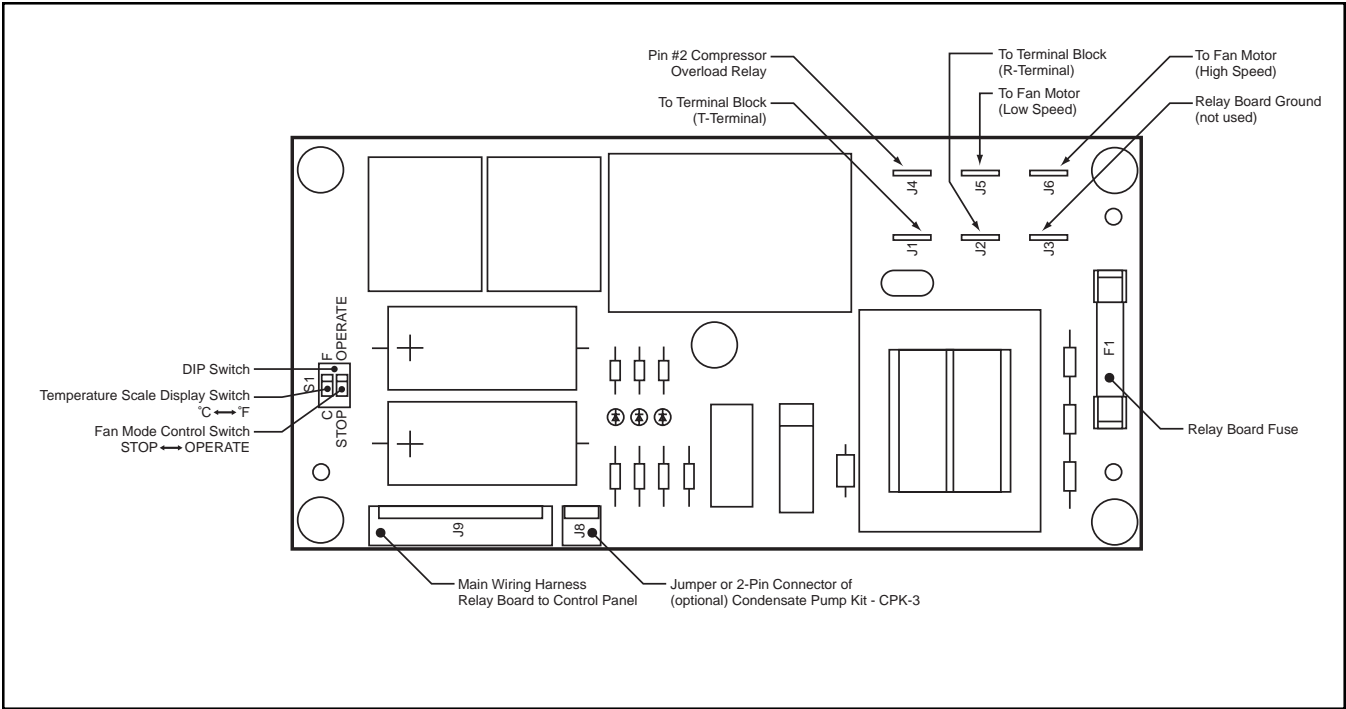 Pin #2 Compressor
Overload Relay
To Terminal Block
(T-Terminal)
To Terminal Block
(R-Terminal)
To Fan Motor
(Low Speed)
To Fan Motor
(High Speed)
Relay Board Ground
(not used)
J4
J5
J6
J1
J2
J3
F1
Relay Board Fuse
DIP Switch
Temperature Scale Display Switch
°C ⟷ °F
Fan Mode Control Switch
STOP ⟷ OPERATE
S1
F
OPERATE
C
STOP
J9
J8
Main Wiring Harness
Relay Board to Control Panel
Jumper or 2-Pin Connector of
(optional) Condensate Pump Kit - CPK-3